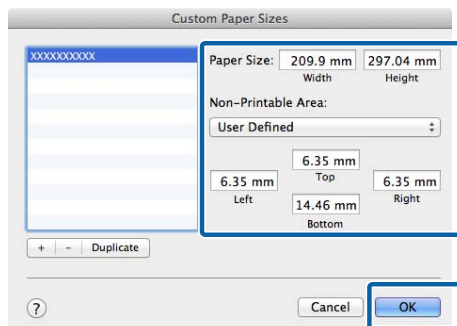 Custom Paper Sizes
XXXXXXXXXX
Paper Size: 209.9 mm 297.04 mm
Width Height
Non-Printable Area:
User Defined
6.35 mm
Top
6.35 mm 6.35 mm
Left Right
14.46 mm
Bottom
+ - Duplicate
? Cancel OK